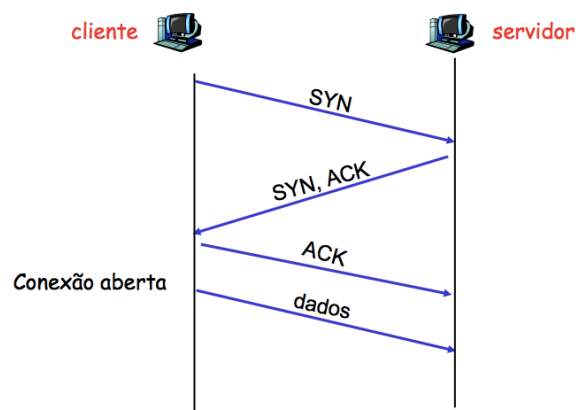 cliente
servidor
SYN
SYN, ACK
ACK
Conexão aberta
dados